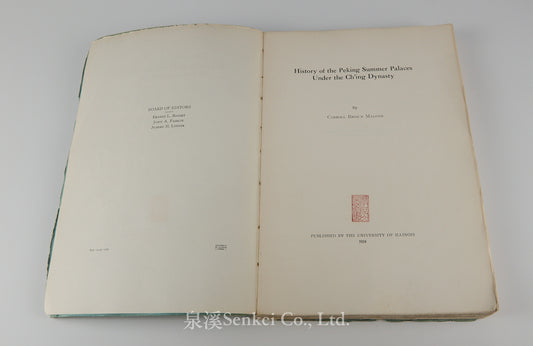 BOARD OF EDITORS
ERNEST L. BOGART
JOHN A. FAIRLIE
ALBERT H. LYBYER
History of the Peking Summer Palaces
Under the Ch'ing Dynasty
by
CARROLL BROWN MALONE
PUBLISHED BY THE UNIVERSITY OF ILLINOIS
1934
泉溪Senkei Co., Ltd.